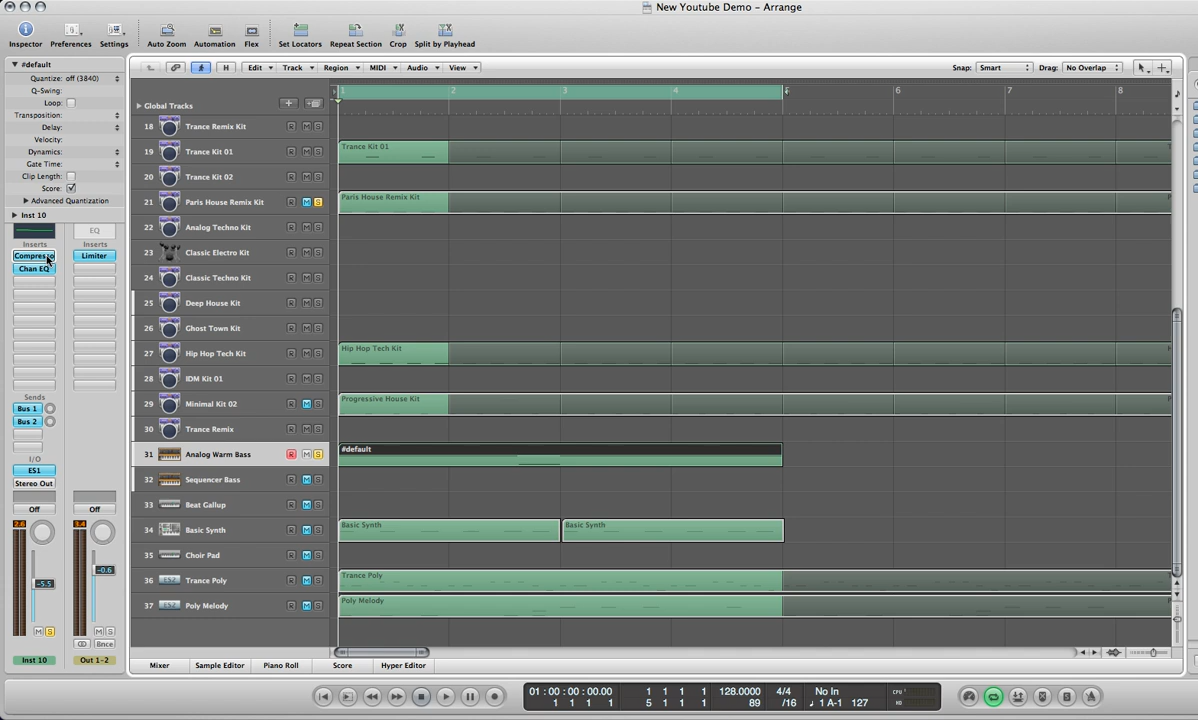 New Youtube Demo – Arrange
Inspector Preferences Settings Auto Zoom Automation Flex Set Locators Repeat Section Crop Split by Playhead
#default
Quantize: off (3840)
Q-Swing:
Loop:
Transposition:
Delay:
Velocity:
Dynamics:
Gate Time:
Clip Length:
Score:
Advanced Quantization
Inst 10
EQ
Inserts Inserts
Limiter
Chan EQ
Sends
Bus 1
Bus 2
I/O
ES1
Stereo Out
Off Off
2.6 3.4
-5.5 -0.6
M S M S
Bnce
Inst 10 Out 1-2
H Edit Track Region MIDI Audio View Snap: Smart Drag: No Overlap
Global Tracks
1 2 3 4 5 6 7 8
18 Trance Remix Kit R M S
19 Trance Kit 01 R M S Trance Kit 01
20 Trance Kit 02 R M S
21 Paris House Remix Kit R M S Paris House Remix Kit
22 Analog Techno Kit R M S
23 Classic Electro Kit R M S
24 Classic Techno Kit R M S
25 Deep House Kit R M S
26 Ghost Town Kit R M S
27 Hip Hop Tech Kit R M S Hip Hop Tech Kit
28 IDM Kit 01 R M S
29 Minimal Kit 02 R M S Progressive House Kit
30 Trance Remix R M S
31 Analog Warm Bass R M S #default
32 Sequencer Bass R M S
33 Beat Gallup R M S
34 Basic Synth R M S Basic Synth Basic Synth
35 Choir Pad R M S
36 ES2 Trance Poly R M S Trance Poly
37 ES2 Poly Melody R M S Poly Melody
Mixer Sample Editor Piano Roll Score Hyper Editor
01 : 00 : 00 : 00.00 1 1 1 1 128.0000 4/4 No In CPU
1 1 1 1 5 1 1 1 89 /16 1 A-1 127 HD